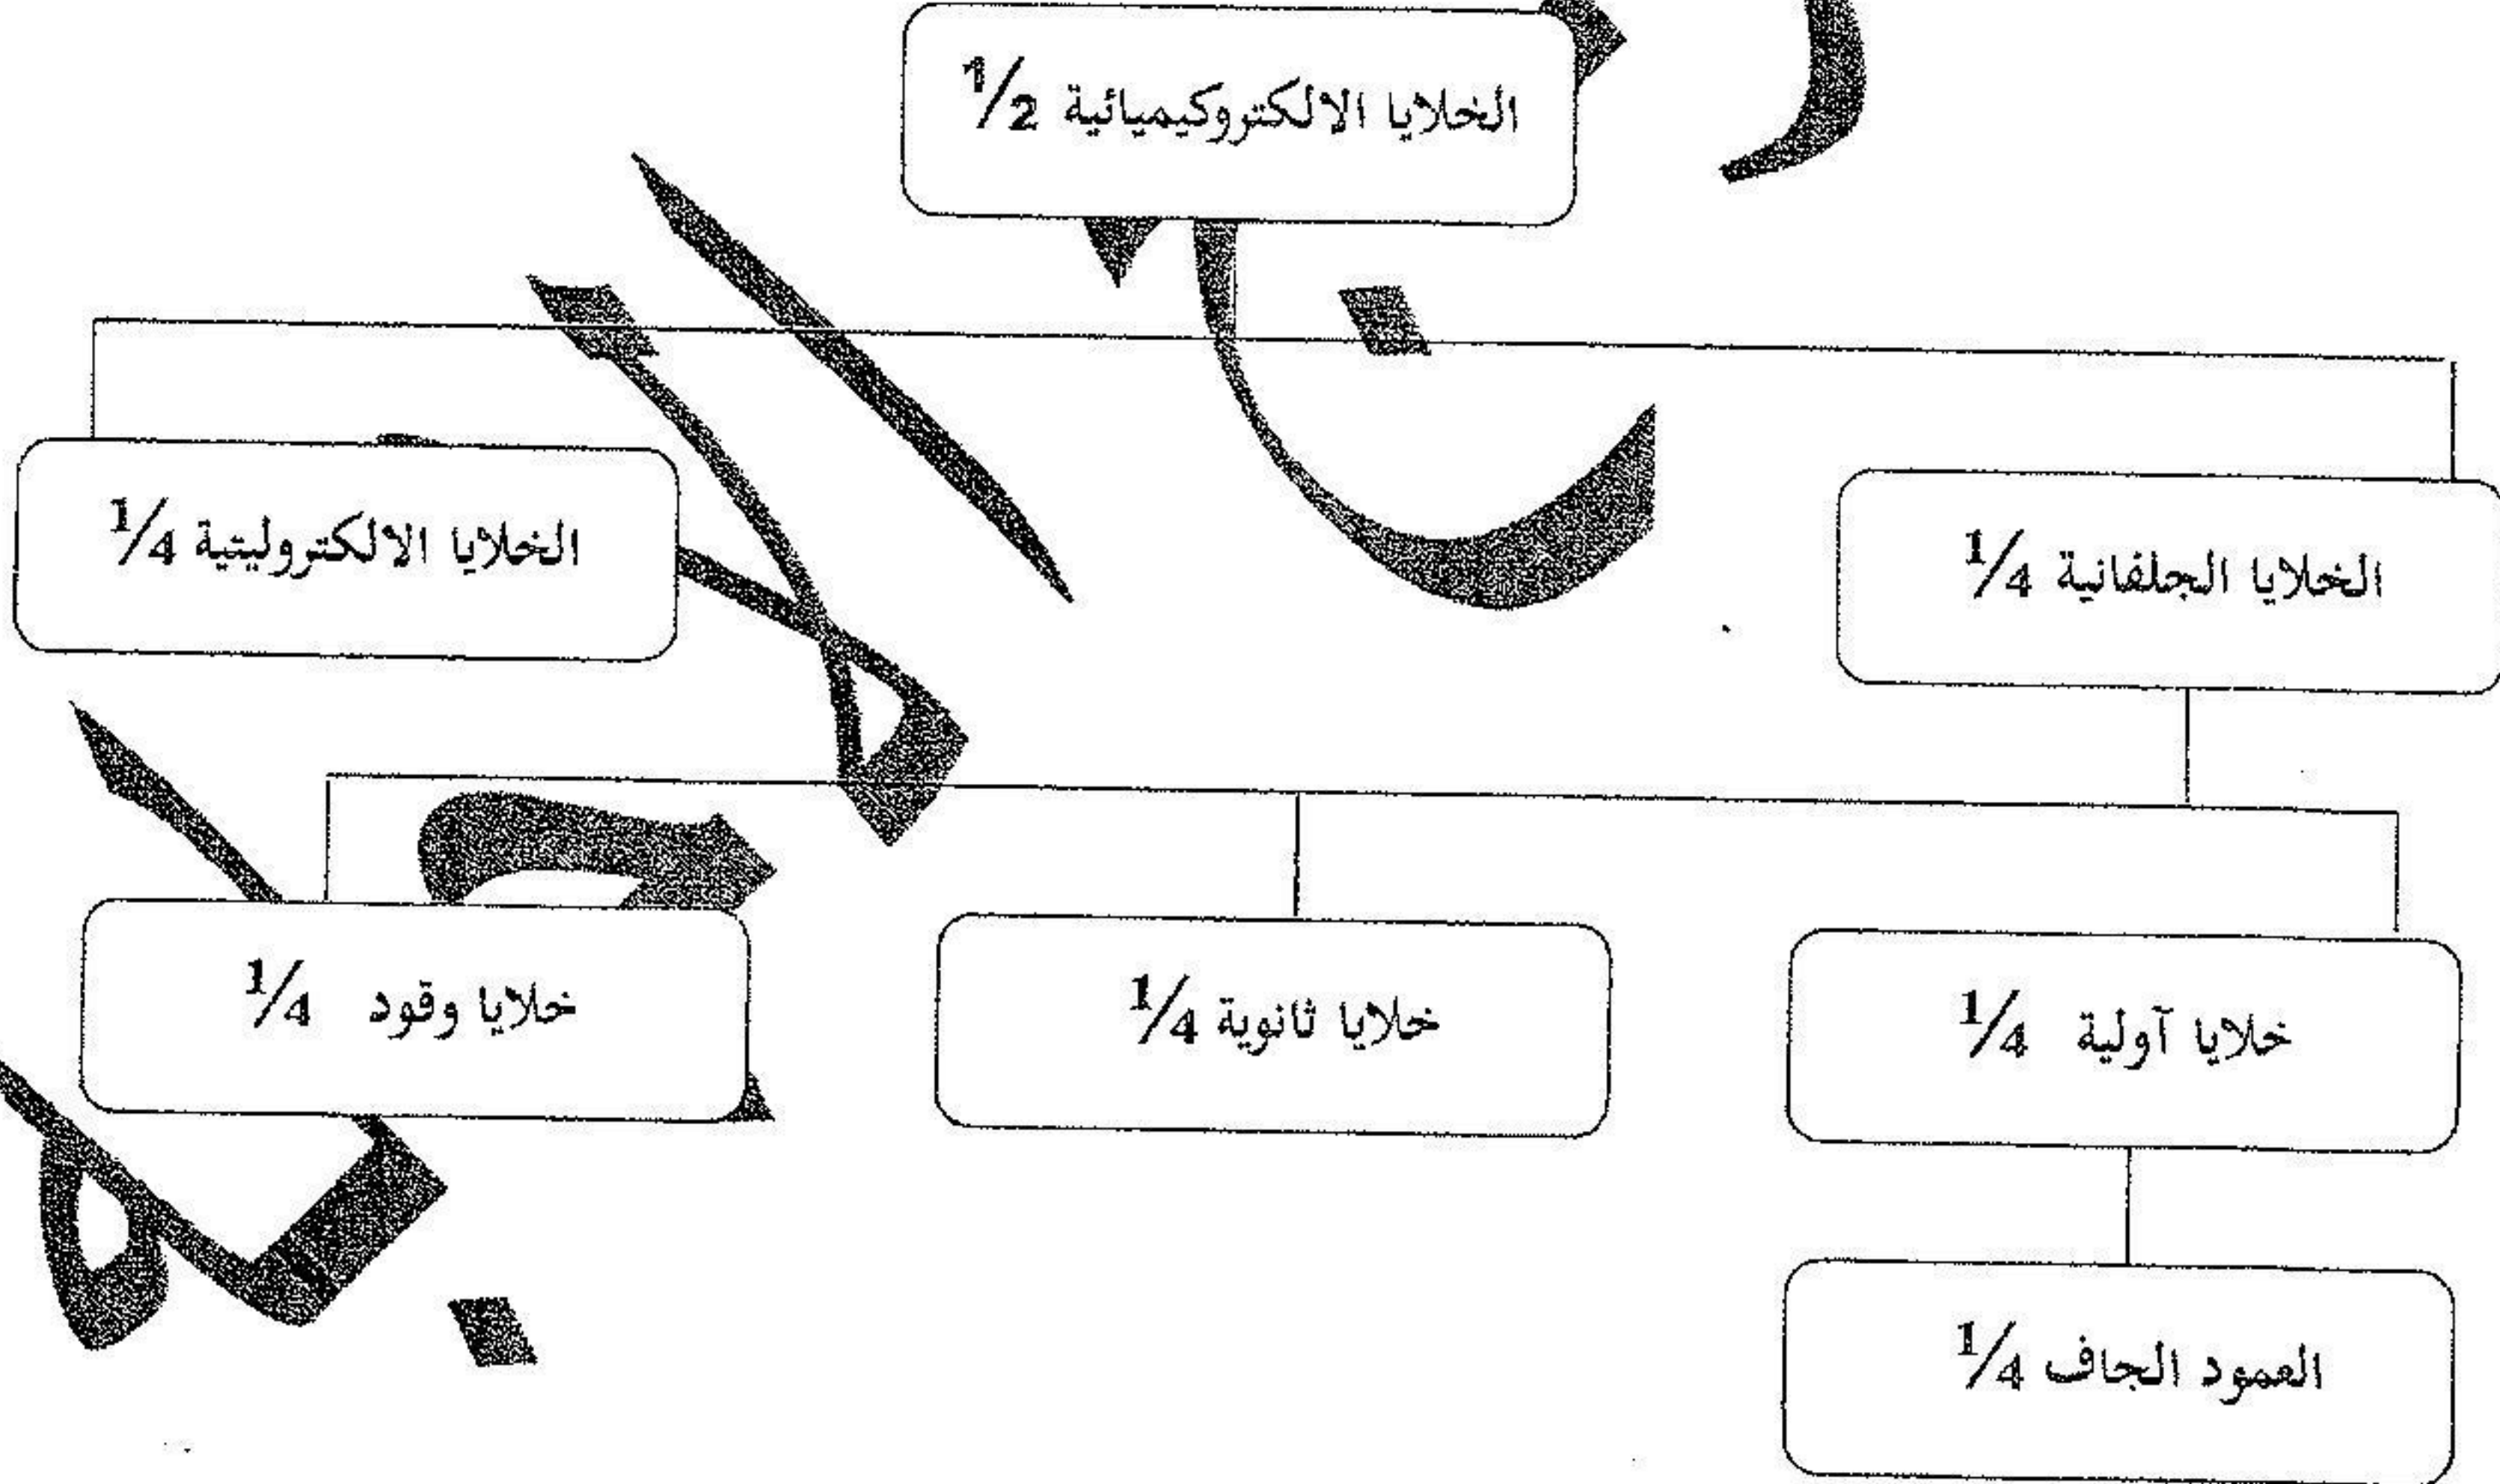 الخلايا الالكتروكيميائية 1/2
الخلايا الجلفانية 1/4
الخلايا الالكتروليتية 1/4
خلايا آولية 1/4
خلايا ثانوية 1/4
خلايا وقود 1/4
العمود الجاف 1/4